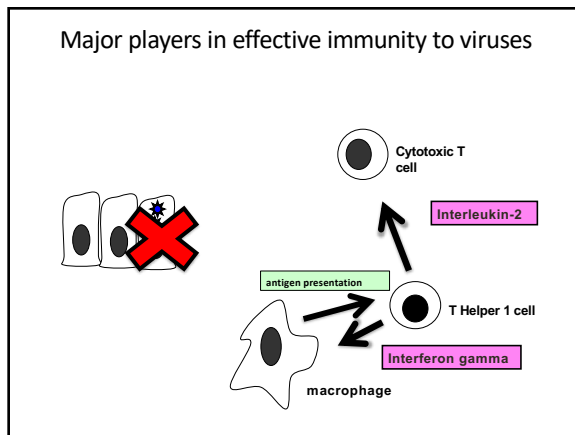 Major players in effective immunity to viruses
Cytotoxic T
cell
Interleukin-2
antigen presentation
T Helper 1 cell
Interferon gamma
macrophage